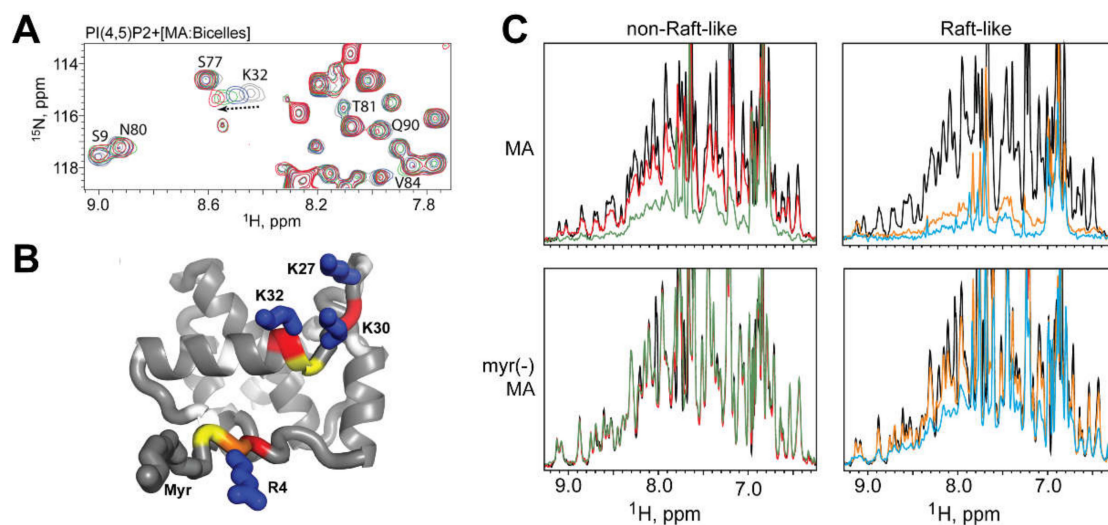 A
PI(4,5)P2+[MA:Bicelles]
114
116
118
15N, ppm
S77
K32
T81
S9
N80
Q90
V84
9.0
8.6
8.2
7.8
1H, ppm
B
K27
K32
K30
Myr
R4
C
non-Raft-like
Raft-like
MA
myr(-)
MA
9.0
8.0
7.0
9.0
8.0
7.0
1H, ppm
1H, ppm